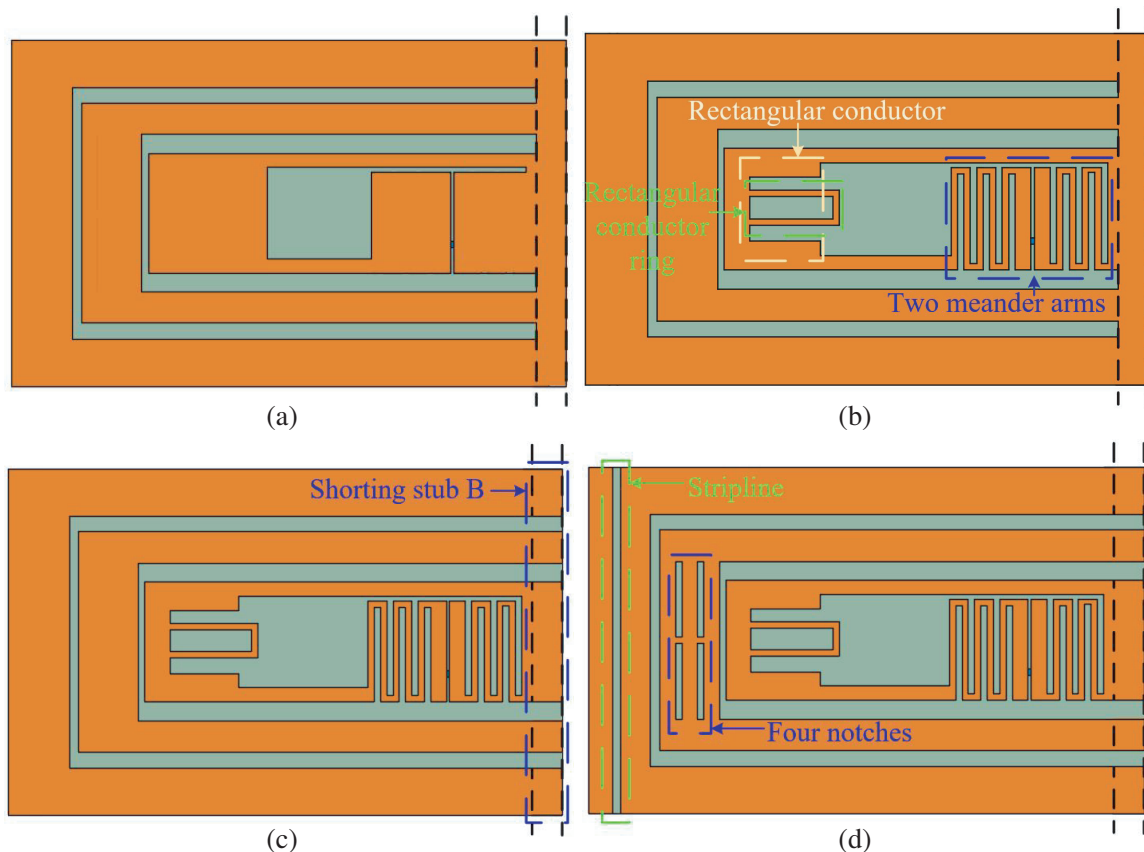 Rectangular conductor
Rectangular
conductor
ring
Two meander arms
(a)
(b)
Shorting stub B
Stripline
Four notches
(c)
(d)